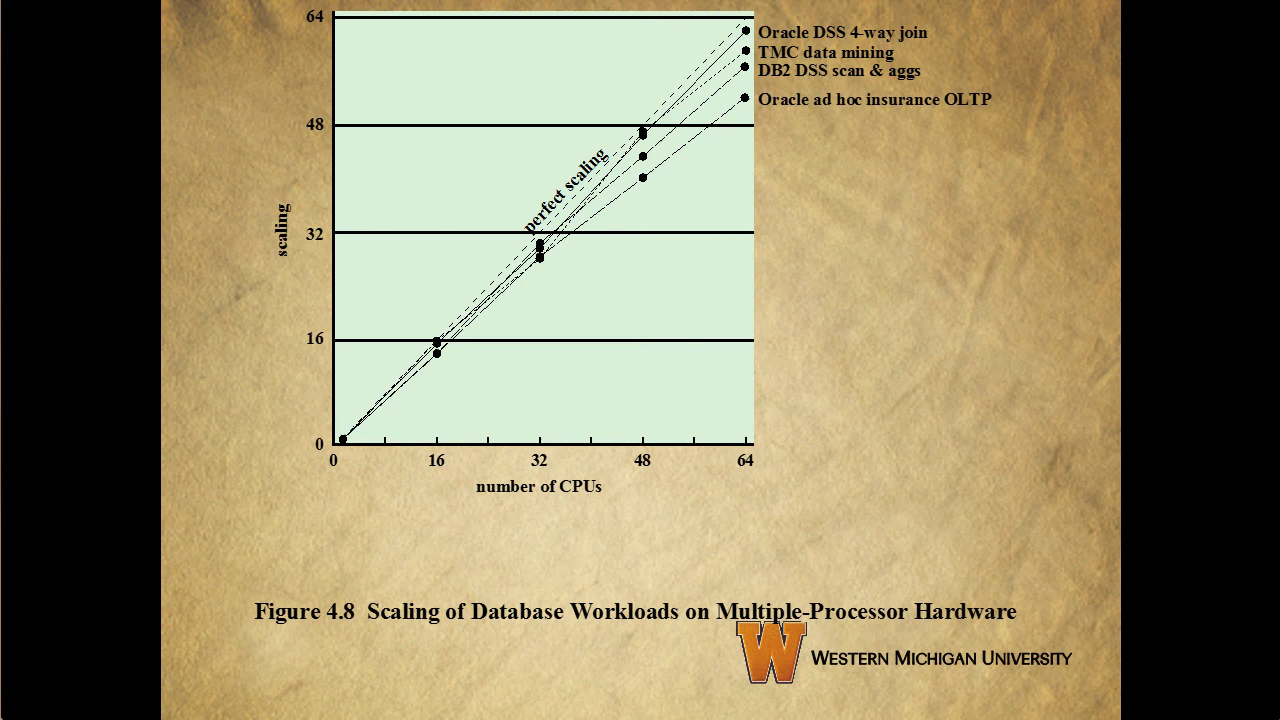 64
Oracle DSS 4-way join
TMC data mining
DB2 DSS scan & aggs
Oracle ad hoc insurance OLTP
48
perfect scaling
scaling
32
16
0
0 16 32 48 64
number of CPUs
Figure 4.8 Scaling of Database Workloads on Multiple-Processor Hardware
W WESTERN MICHIGAN UNIVERSITY